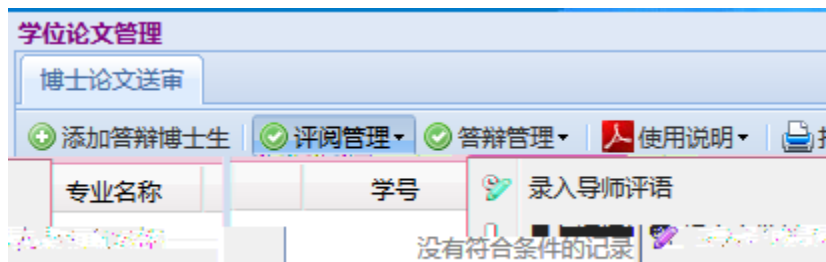 学位论文管理
博士论文送审
添加答辩博士生 评阅管理 答辩管理 使用说明
专业名称 学号 录入导师评语
没有符合条件的记录